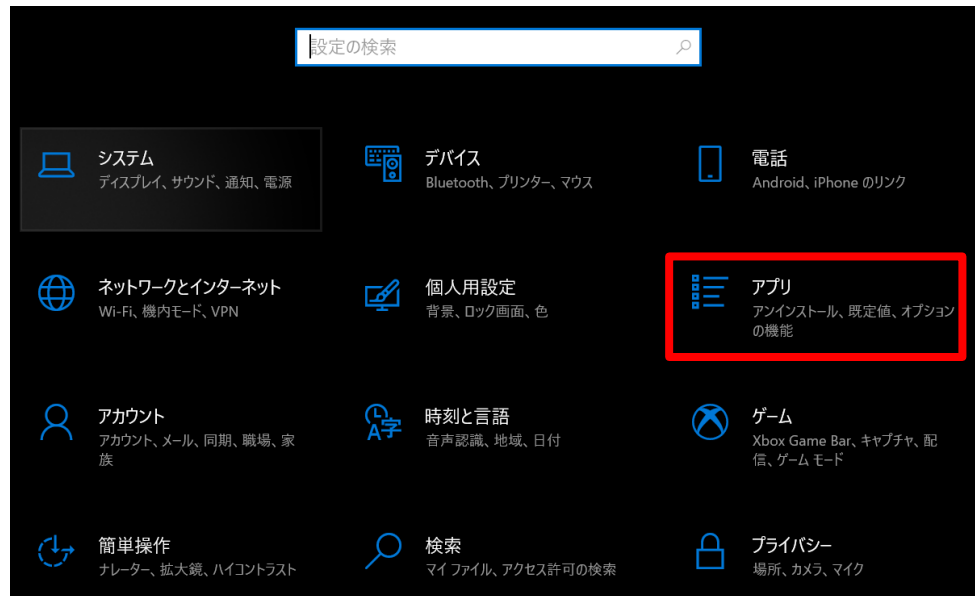 設定の検索
システム
ディスプレイ、サウンド、通知、電源
デバイス
Bluetooth、プリンター、マウス
電話
Android、iPhone のリンク
ネットワークとインターネット
Wi-Fi、機内モード、VPN
個人用設定
背景、ロック画面、色
アプリ
アンインストール、既定値、オプション
の機能
アカウント
アカウント、メール、同期、職場、家
族
時刻と言語
音声認識、地域、日付
ゲーム
Xbox Game Bar、キャプチャ、配
信、ゲーム モード
簡単操作
ナレーター、拡大鏡、ハイコントラスト
検索
マイ ファイル、アクセス許可の検索
プライバシー
場所、カメラ、マイク